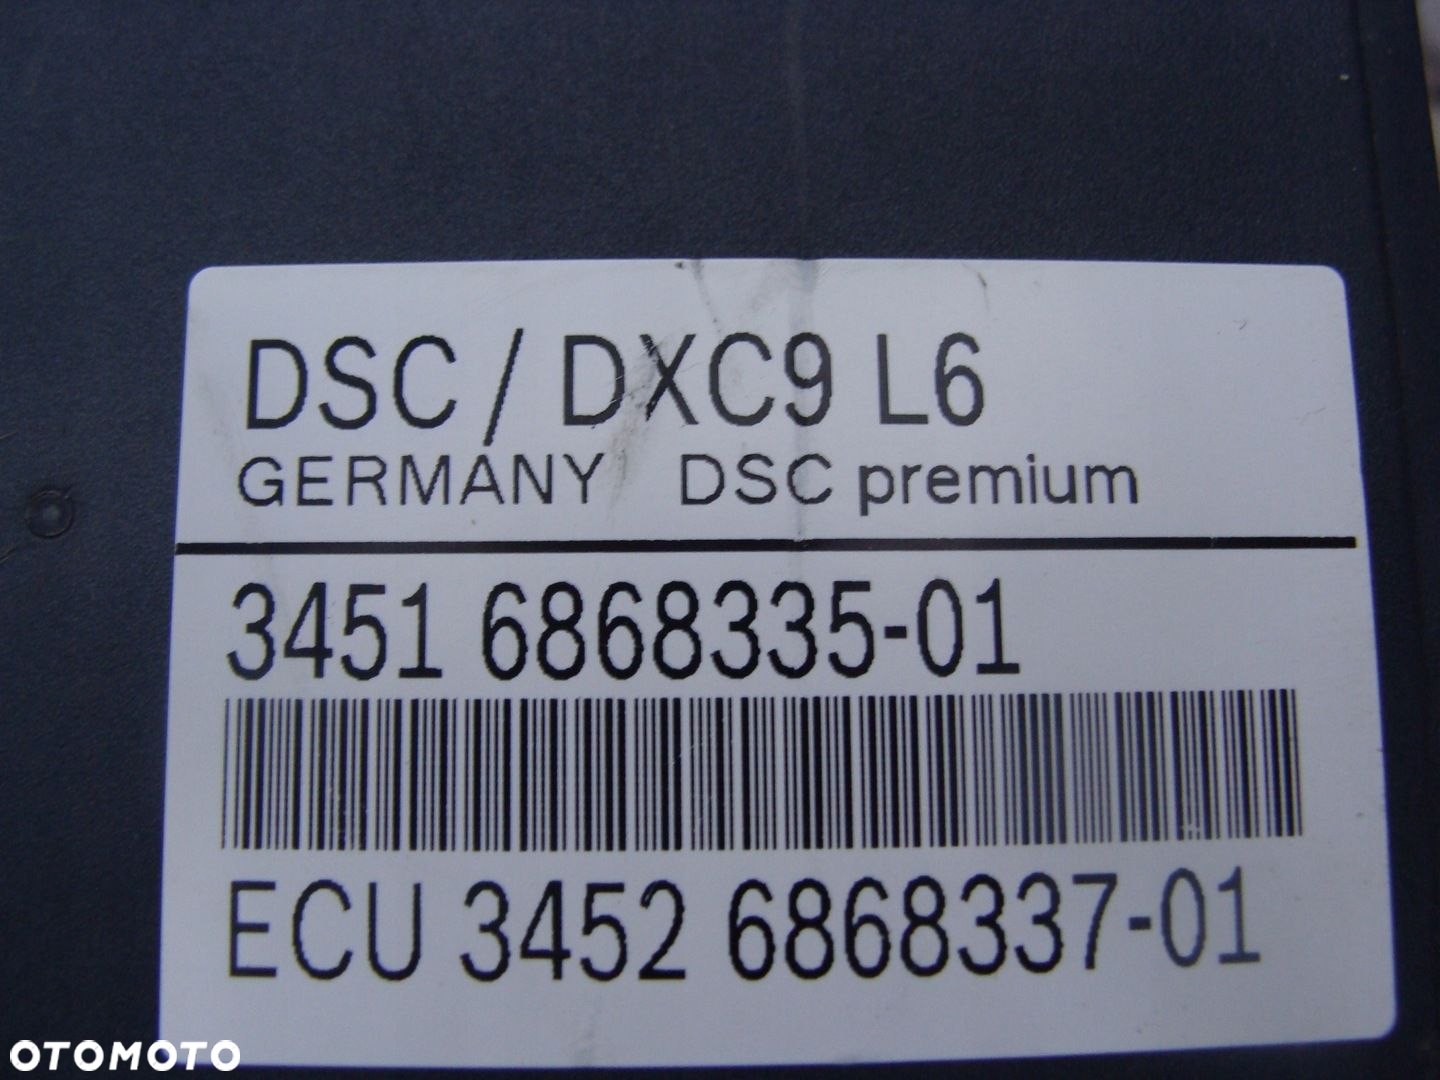 DSC / DXC9 L6
GERMANY DSC premium
3451 6868335-01
ECU 3452 6868337-01
OTOMOTO